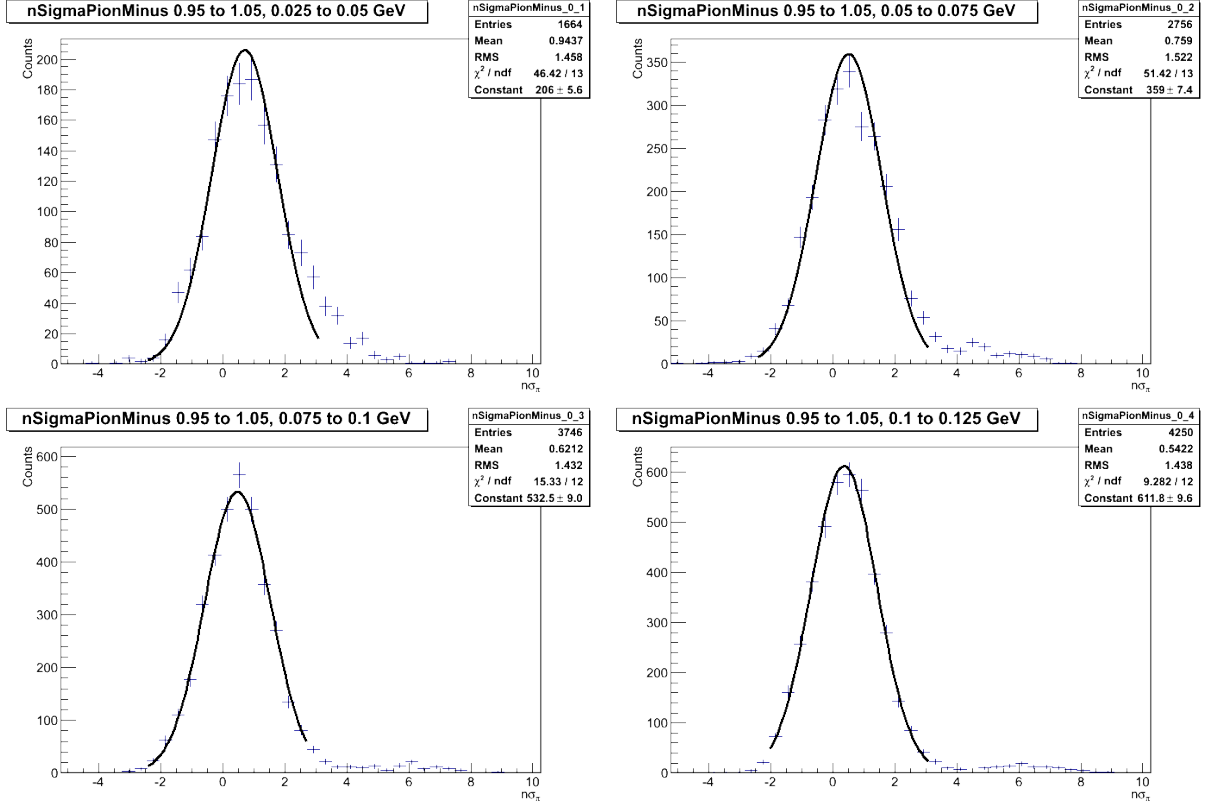 nSigmaPionMinus 0.95 to 1.05, 0.025 to 0.05 GeV
nSigmaPionMinus_0_1
Entries 1664
Mean 0.9437
RMS 1.458
χ² / ndf 46.42 / 13
Constant 206 ± 5.6
Counts
200
180
160
140
120
100
80
60
40
20
0
-4 -2 0 2 4 6 8 10
nσπ
nSigmaPionMinus 0.95 to 1.05, 0.05 to 0.075 GeV
nSigmaPionMinus_0_2
Entries 2756
Mean 0.759
RMS 1.522
χ² / ndf 51.42 / 13
Constant 359 ± 7.4
Counts
350
300
250
200
150
100
50
0
-4 -2 0 2 4 6 8 10
nσπ
nSigmaPionMinus 0.95 to 1.05, 0.075 to 0.1 GeV
nSigmaPionMinus_0_3
Entries 3746
Mean 0.6212
RMS 1.432
χ² / ndf 15.33 / 12
Constant 532.5 ± 9.0
Counts
600
500
400
300
200
100
0
-4 -2 0 2 4 6 8 10
nσπ
nSigmaPionMinus 0.95 to 1.05, 0.1 to 0.125 GeV
nSigmaPionMinus_0_4
Entries 4250
Mean 0.5422
RMS 1.438
χ² / ndf 9.282 / 12
Constant 611.8 ± 9.6
Counts
600
500
400
300
200
100
0
-4 -2 0 2 4 6 8 10
nσπ